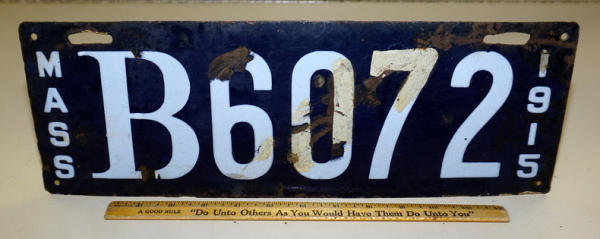 MASS
B6072
1915
A GOOD RULE "Do Unto Others As You Would Have Them Do Unto You"